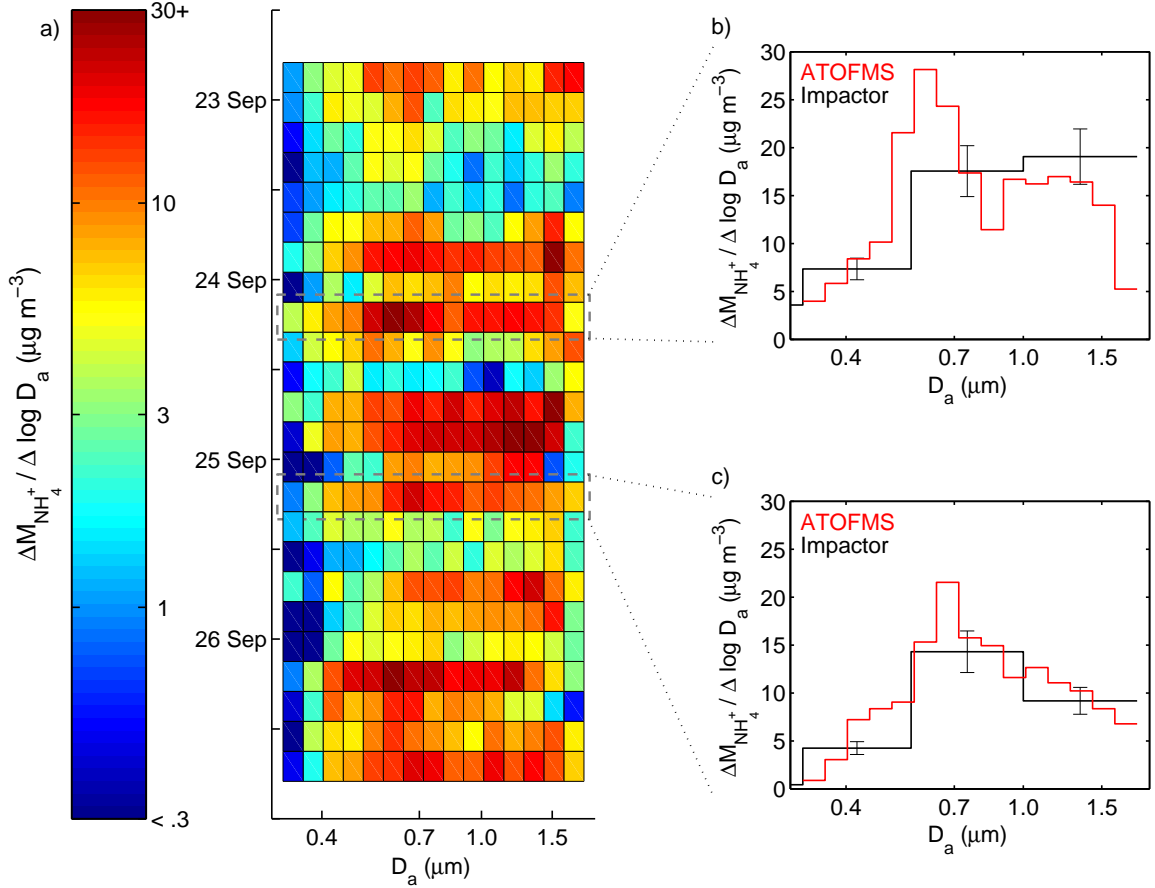 a)
30+
10
3
1
< .3
ΔM_NH₄⁺ / Δ log D_a (μg m⁻³)
23 Sep
24 Sep
25 Sep
26 Sep
0.4 0.7 1.0 1.5
D_a (μm)
b)
30
25
20
15
10
5
0
ΔM_NH₄⁺ / Δ log D_a (μg m⁻³)
ATOFMS
Impactor
0.4 0.7 1.0 1.5
D_a (μm)
c)
30
25
20
15
10
5
0
ΔM_NH₄⁺ / Δ log D_a (μg m⁻³)
ATOFMS
Impactor
0.4 0.7 1.0 1.5
D_a (μm)